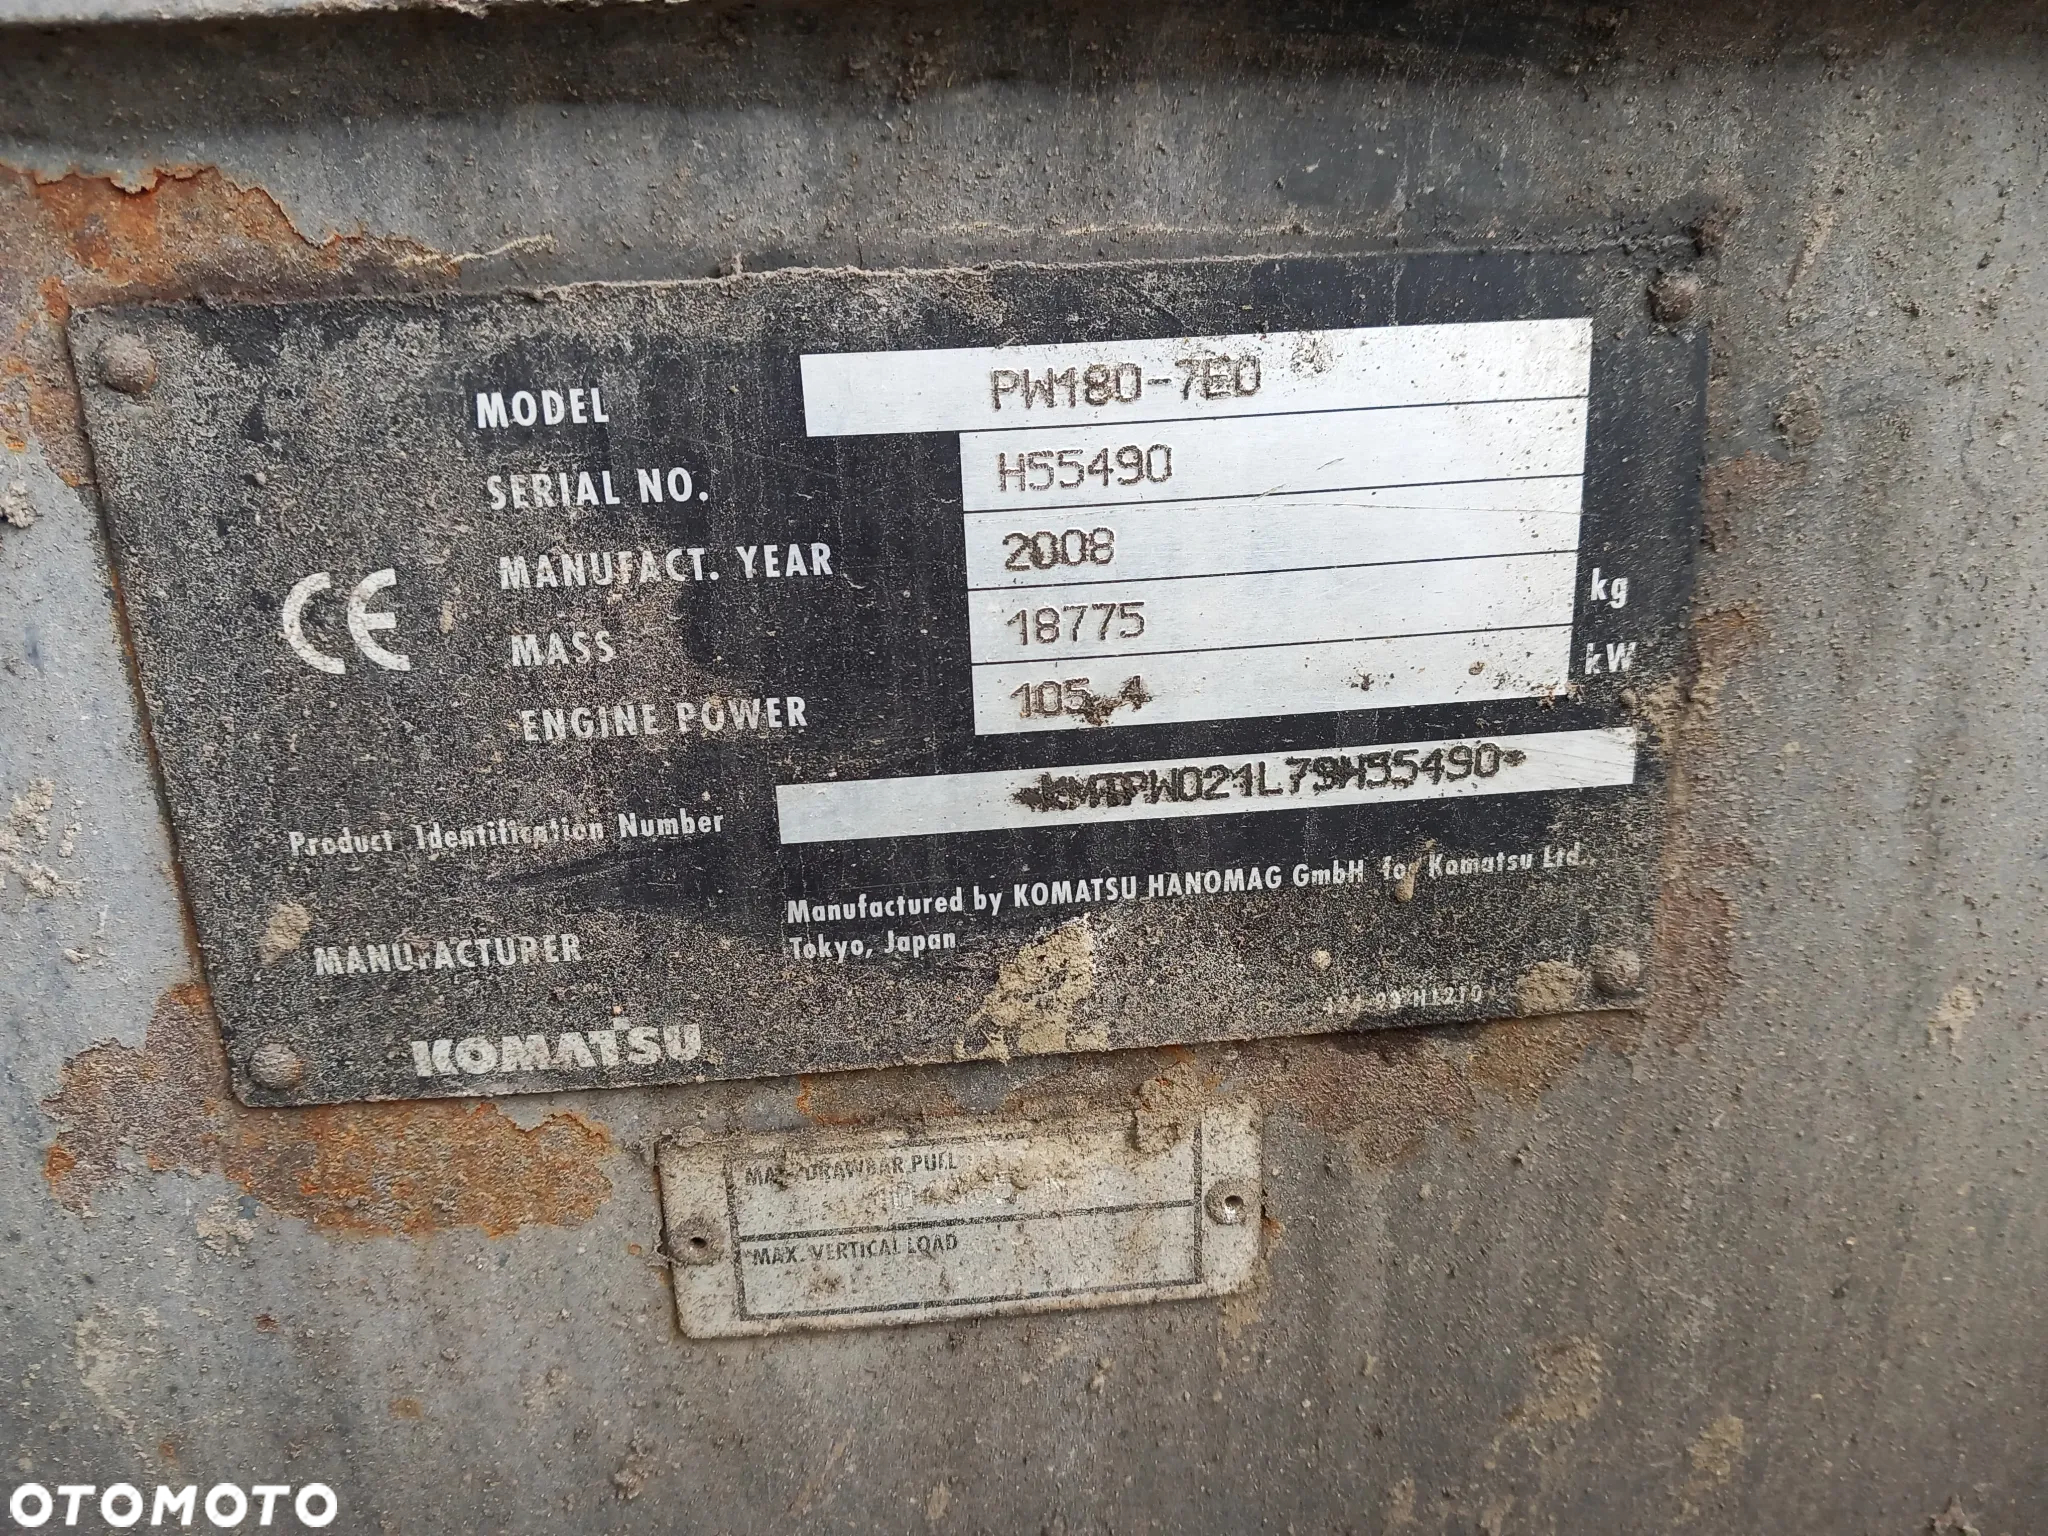 MODEL PW180-7E0
SERIAL NO. H55490
MANUFACT. YEAR 2008
MASS 18775 kg
ENGINE POWER 105.4 kW
CE
Product Identification Number *KMTPW021L79H55490*
MANUFACTURER Manufactured by KOMATSU HANOMAG GmbH for Komatsu Ltd.,
Tokyo, Japan
KOMATSU
MAX. DRAWBAR PULL
MAX. VERTICAL LOAD
OTOMOTO